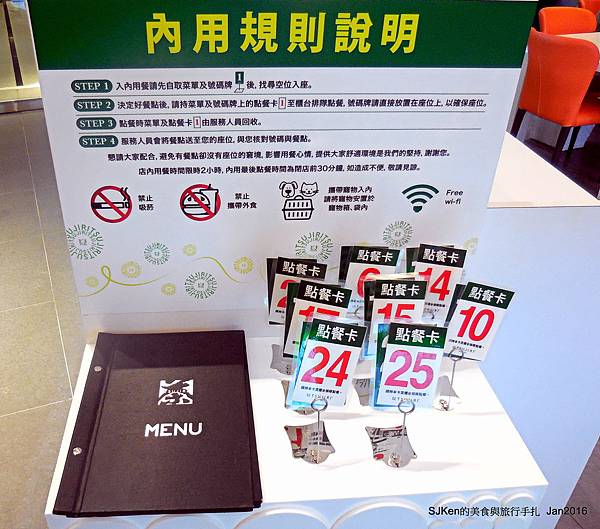 內用規則說明
STEP 1 入內用餐請先自取菜單及號碼牌 1 後, 找尋空位入座。
STEP 2 決定好餐點後, 請持菜單及號碼牌上的點餐卡 1 至櫃台排隊點餐, 號碼牌請直接放置在座位上, 以確保座位。
STEP 3 點餐時菜單及點餐卡 1 由服務人員回收。
STEP 4 服務人員會將餐點送至您的座位, 與您核對號碼與餐點。
懇請大家配合, 避免有餐點卻沒有座位的窘境, 影響用餐心情, 提供大家舒適環境是我們的堅持, 謝謝您。
店內用餐時間限時2小時, 內用最後點餐時間為閉店前30分鐘, 如造成不便, 敬請見諒。
禁止
吸菸
禁止
攜帶外食
攜帶寵物入內
請將寵物安置於
寵物箱、袋內
Free
wi-fi
點餐卡
點餐卡
6
點餐卡
14
點餐卡
點餐卡
15
點餐卡
10
點餐卡
24
點餐卡
25
MENU
SJKen的美食與旅行手扎 Jan2016